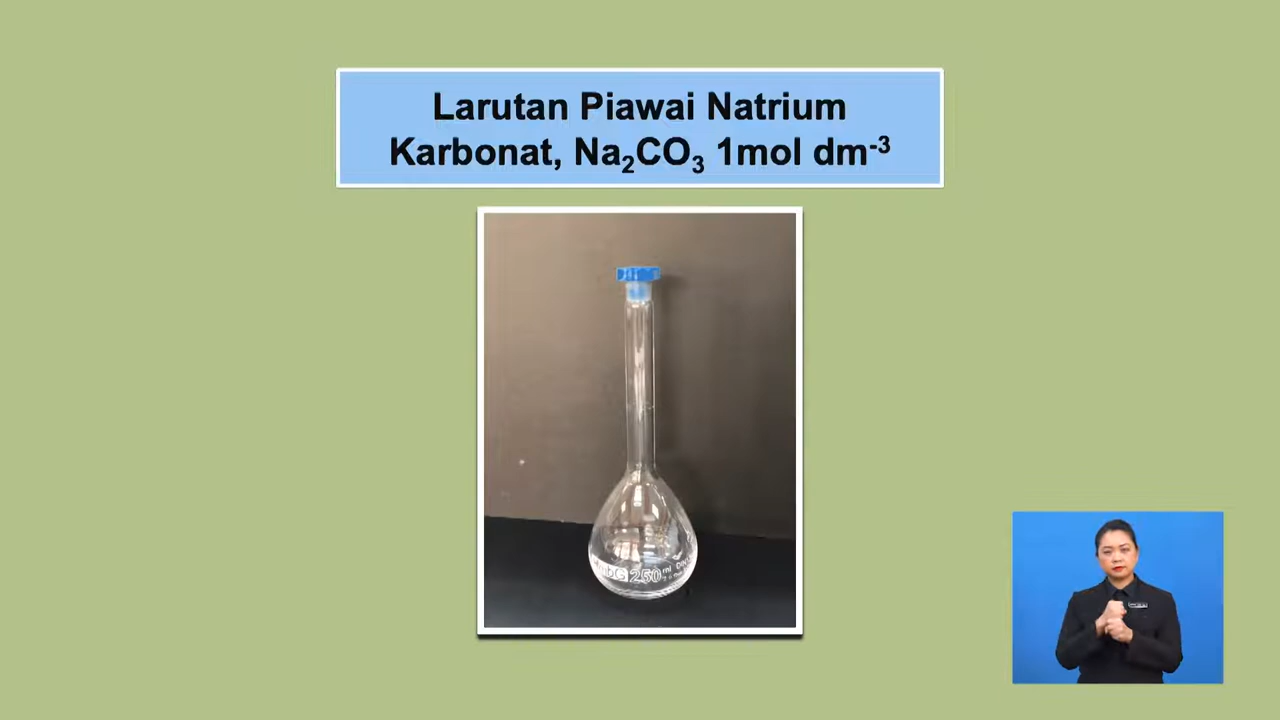 Larutan Piawai Natrium
Karbonat, Na₂CO₃ 1mol dm⁻³
250 ml